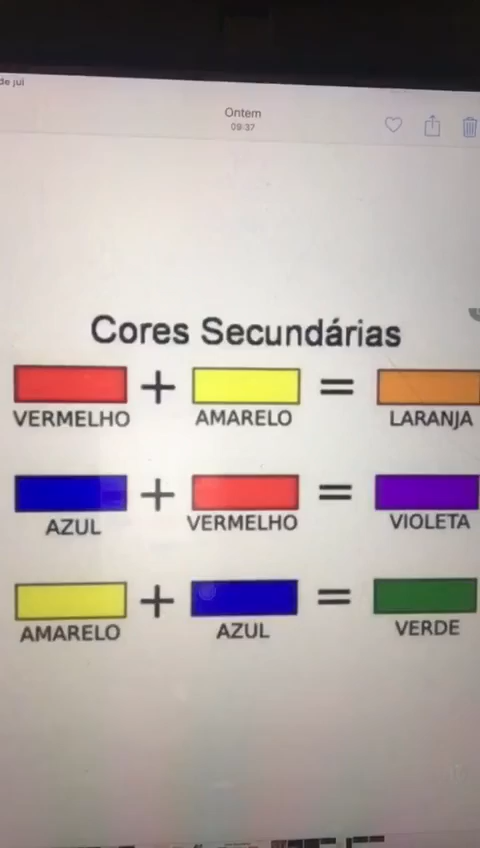 de jul
Ontem
09:37
Cores Secundárias
+ =
VERMELHO AMARELO LARANJA
+ =
AZUL VERMELHO VIOLETA
+ =
AMARELO AZUL VERDE